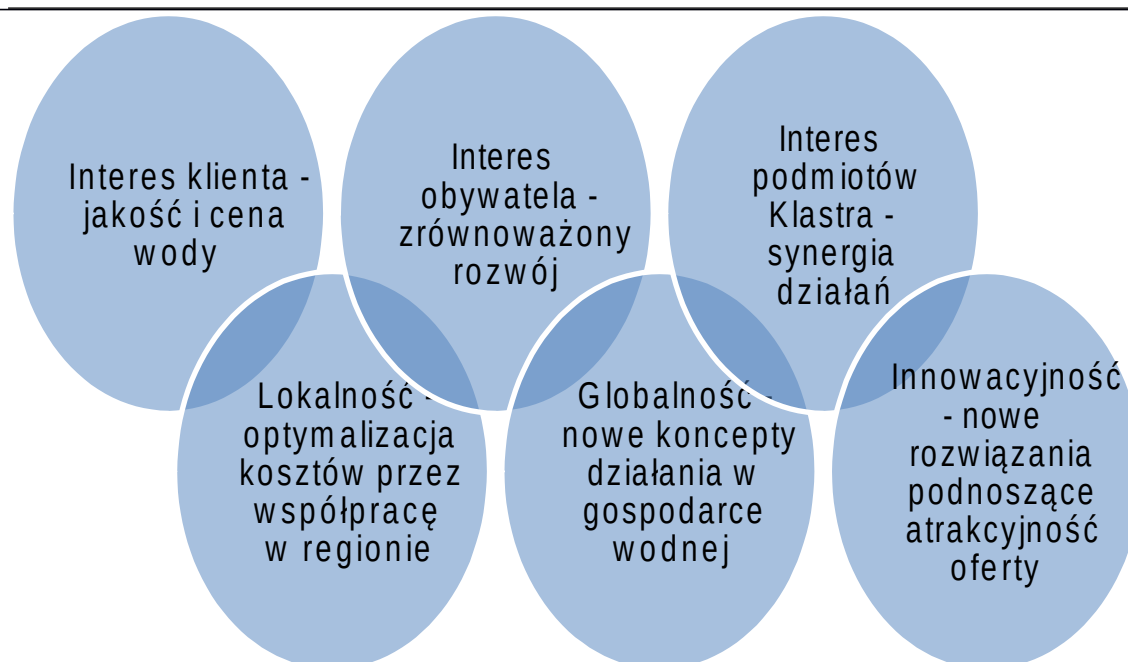 Interes klienta -
jakość i cena
wody
Interes
obywatela -
zrównoważony
rozwój
Interes
podmiotów
Klastra -
synergia
działań
Lokalność -
optymalizacja
kosztów przez
współpracę
w regionie
Globalność -
nowe koncepty
działania w
gospodarce
wodnej
Innowacyjność
- nowe
rozwiązania
podnoszące
atrakcyjność
oferty